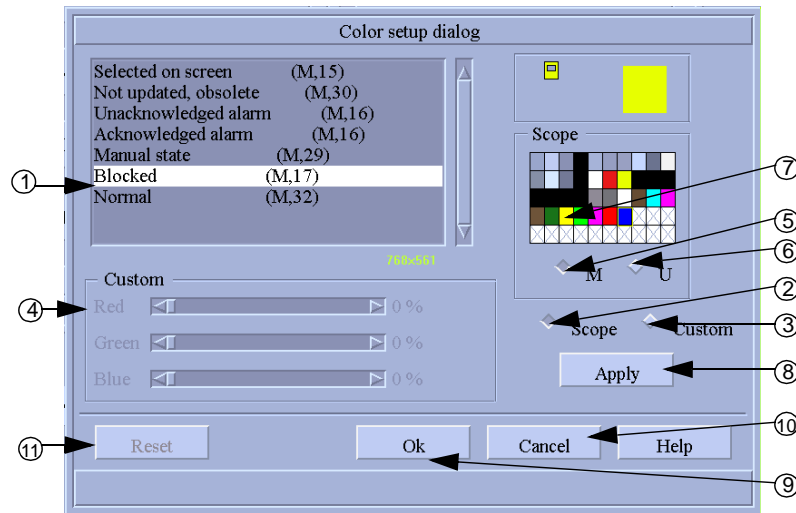 Color setup dialog
Selected on screen (M,15)
Not updated, obsolete (M,30)
Unacknowledged alarm (M,16)
Acknowledged alarm (M,16)
Manual state (M,29)
Blocked (M,17)
Normal (M,32)
768×561
Scope
M U
Scope Custom
Apply
Custom
Red 0 %
Green 0 %
Blue 0 %
Reset Ok Cancel Help
1
4
11
7
5
6
2
3
8
10
9